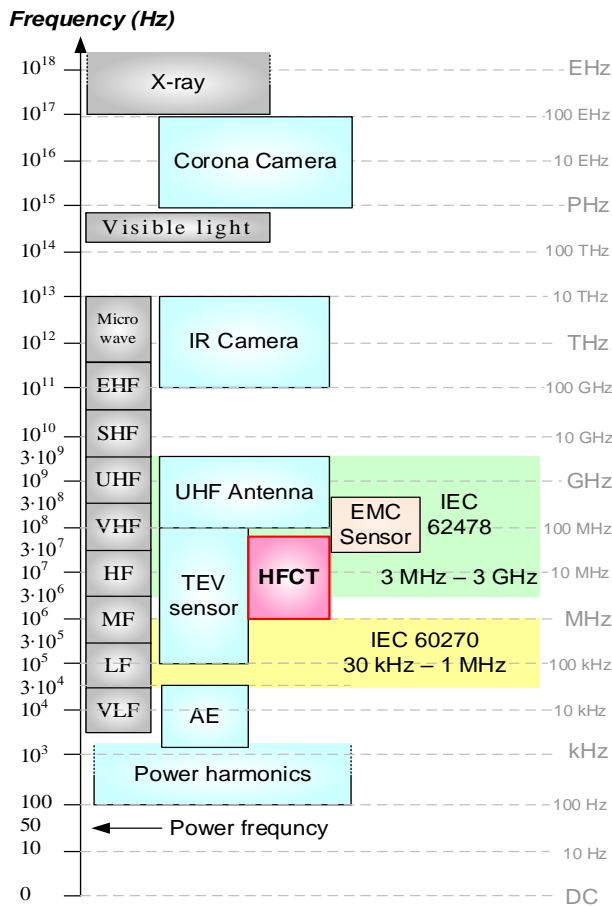 Frequency (Hz)
10¹⁸
EHz
X-ray
10¹⁷
100 EHz
Corona Camera
10¹⁶
10 EHz
10¹⁵
PHz
Visible light
10¹⁴
100 THz
10¹³
10 THz
Micro
wave
IR Camera
10¹²
THz
EHF
10¹¹
100 GHz
SHF
10¹⁰
10 GHz
3·10⁹
UHF
10⁹
GHz
UHF Antenna
3·10⁸
EMC
Sensor
IEC
62478
VHF
10⁸
100 MHz
3·10⁷
HF
10⁷
TEV
sensor
HFCT
3 MHz – 3 GHz
10 MHz
3·10⁶
MF
10⁶
MHz
3·10⁵
IEC 60270
30 kHz – 1 MHz
LF
10⁵
100 kHz
3·10⁴
VLF
10⁴
AE
10 kHz
10³
kHz
Power harmonics
100
100 Hz
50
Power frequncy
10
10 Hz
0
DC